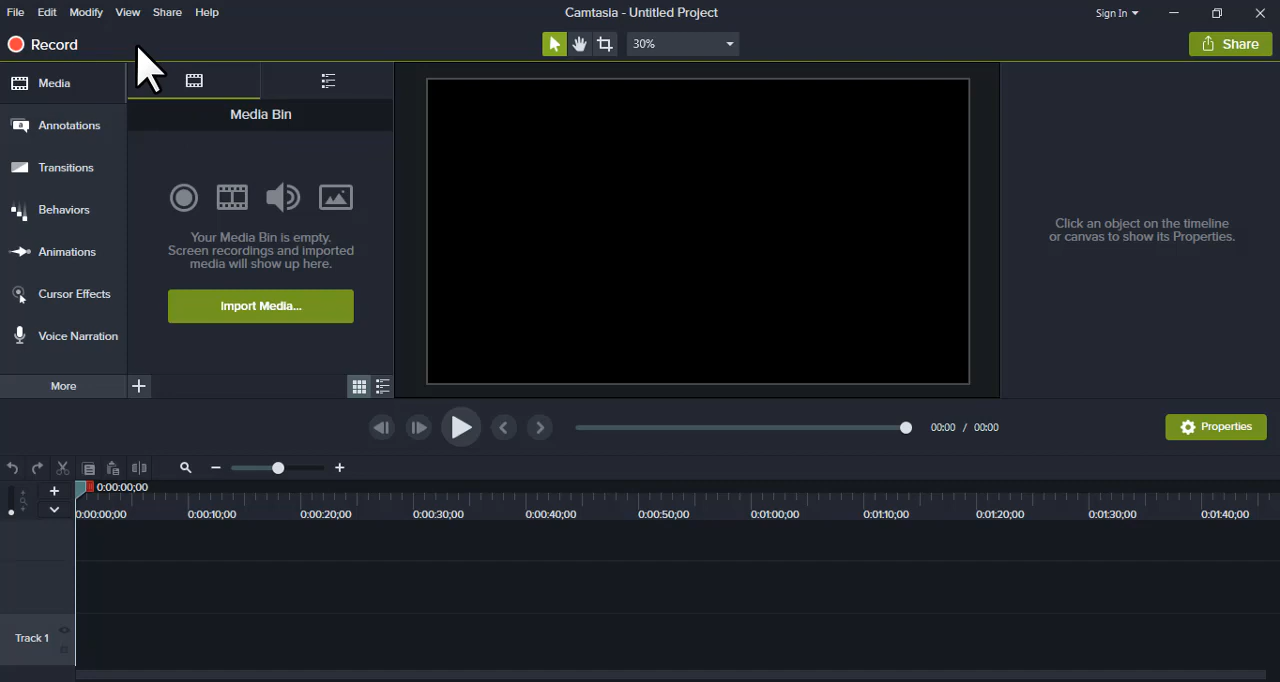 File Edit Modify View Share Help
Camtasia - Untitled Project
Sign In
Record
30%
Share
Media
Annotations
Transitions
Behaviors
Animations
Cursor Effects
Voice Narration
More
Media Bin
Your Media Bin is empty.
Screen recordings and imported
media will show up here.
Import Media...
Click an object on the timeline
or canvas to show its Properties.
00:00 / 00:00
Properties
0:00:00;00
0:00:00;00 0:00:10;00 0:00:20;00 0:00:30;00 0:00:40;00 0:00:50;00 0:01:00;00 0:01:10;00 0:01:20;00 0:01:30;00 0:01:40;00
Track 1